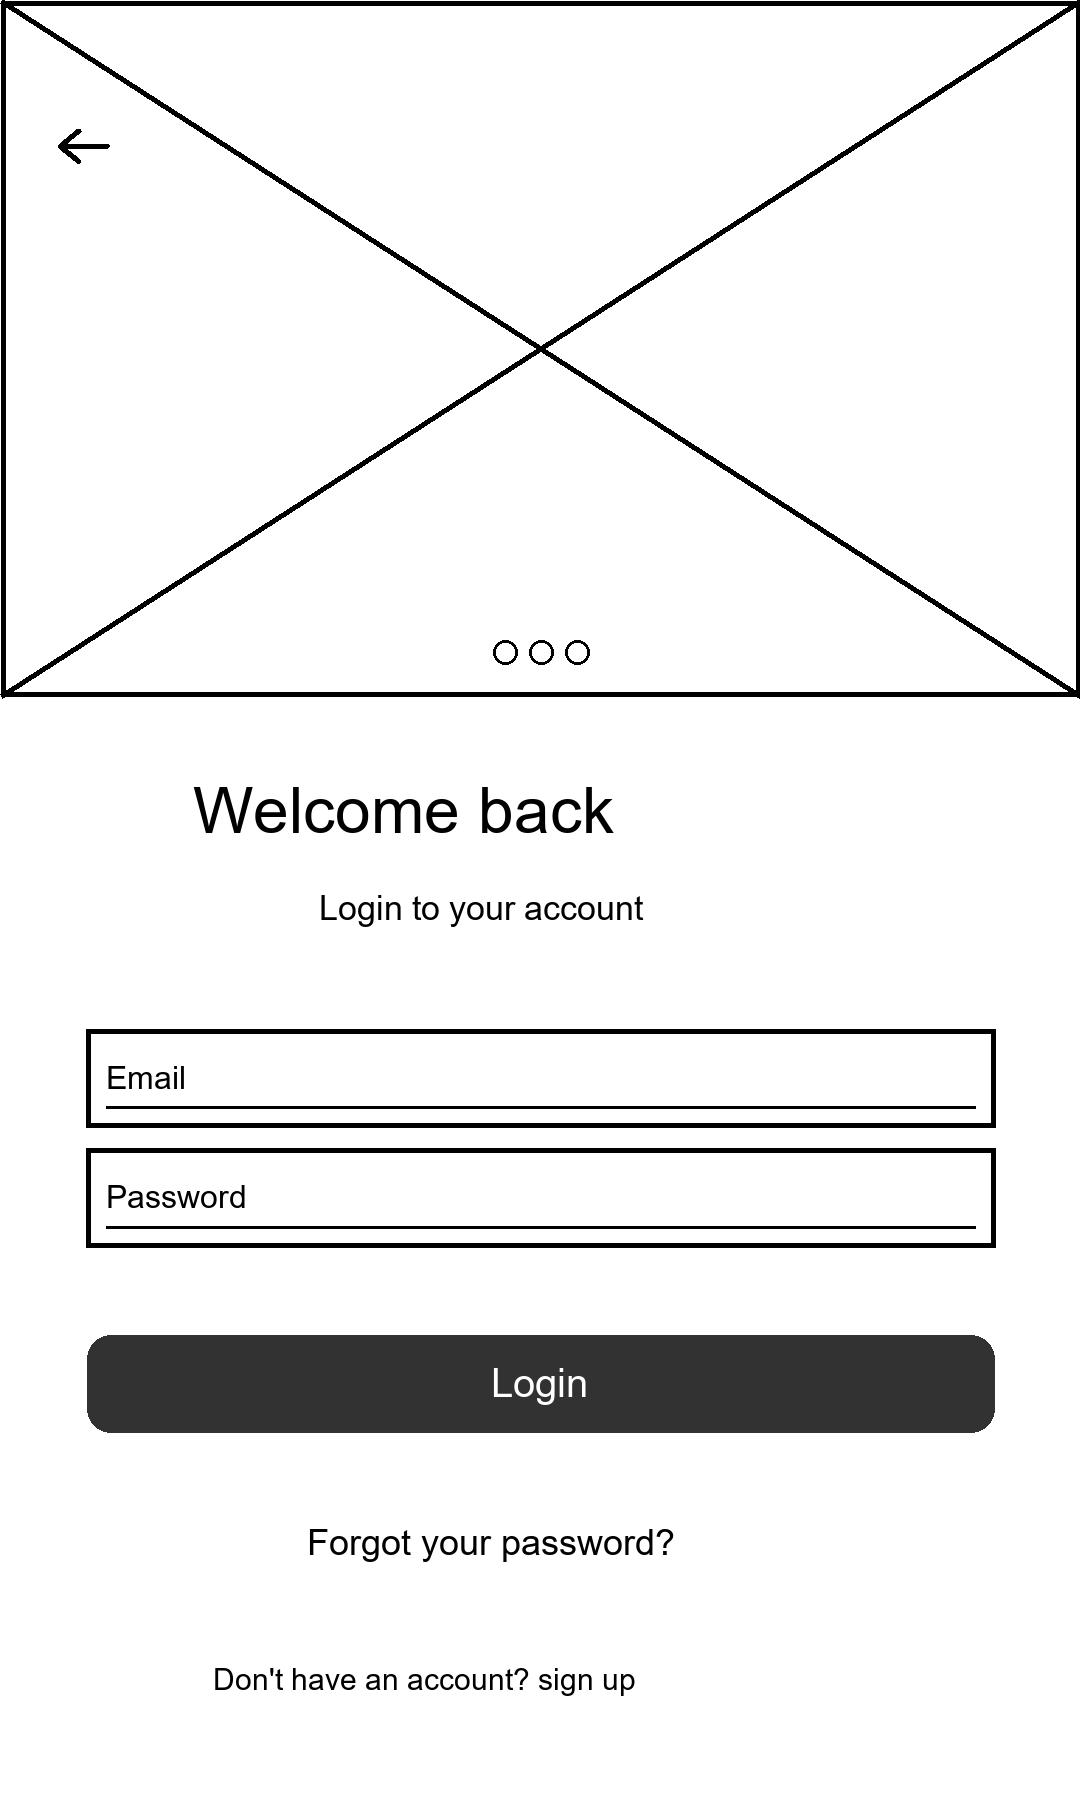 Welcome back
Login to your account
Email
Password
Login
Forgot your password?
Don't have an account? sign up